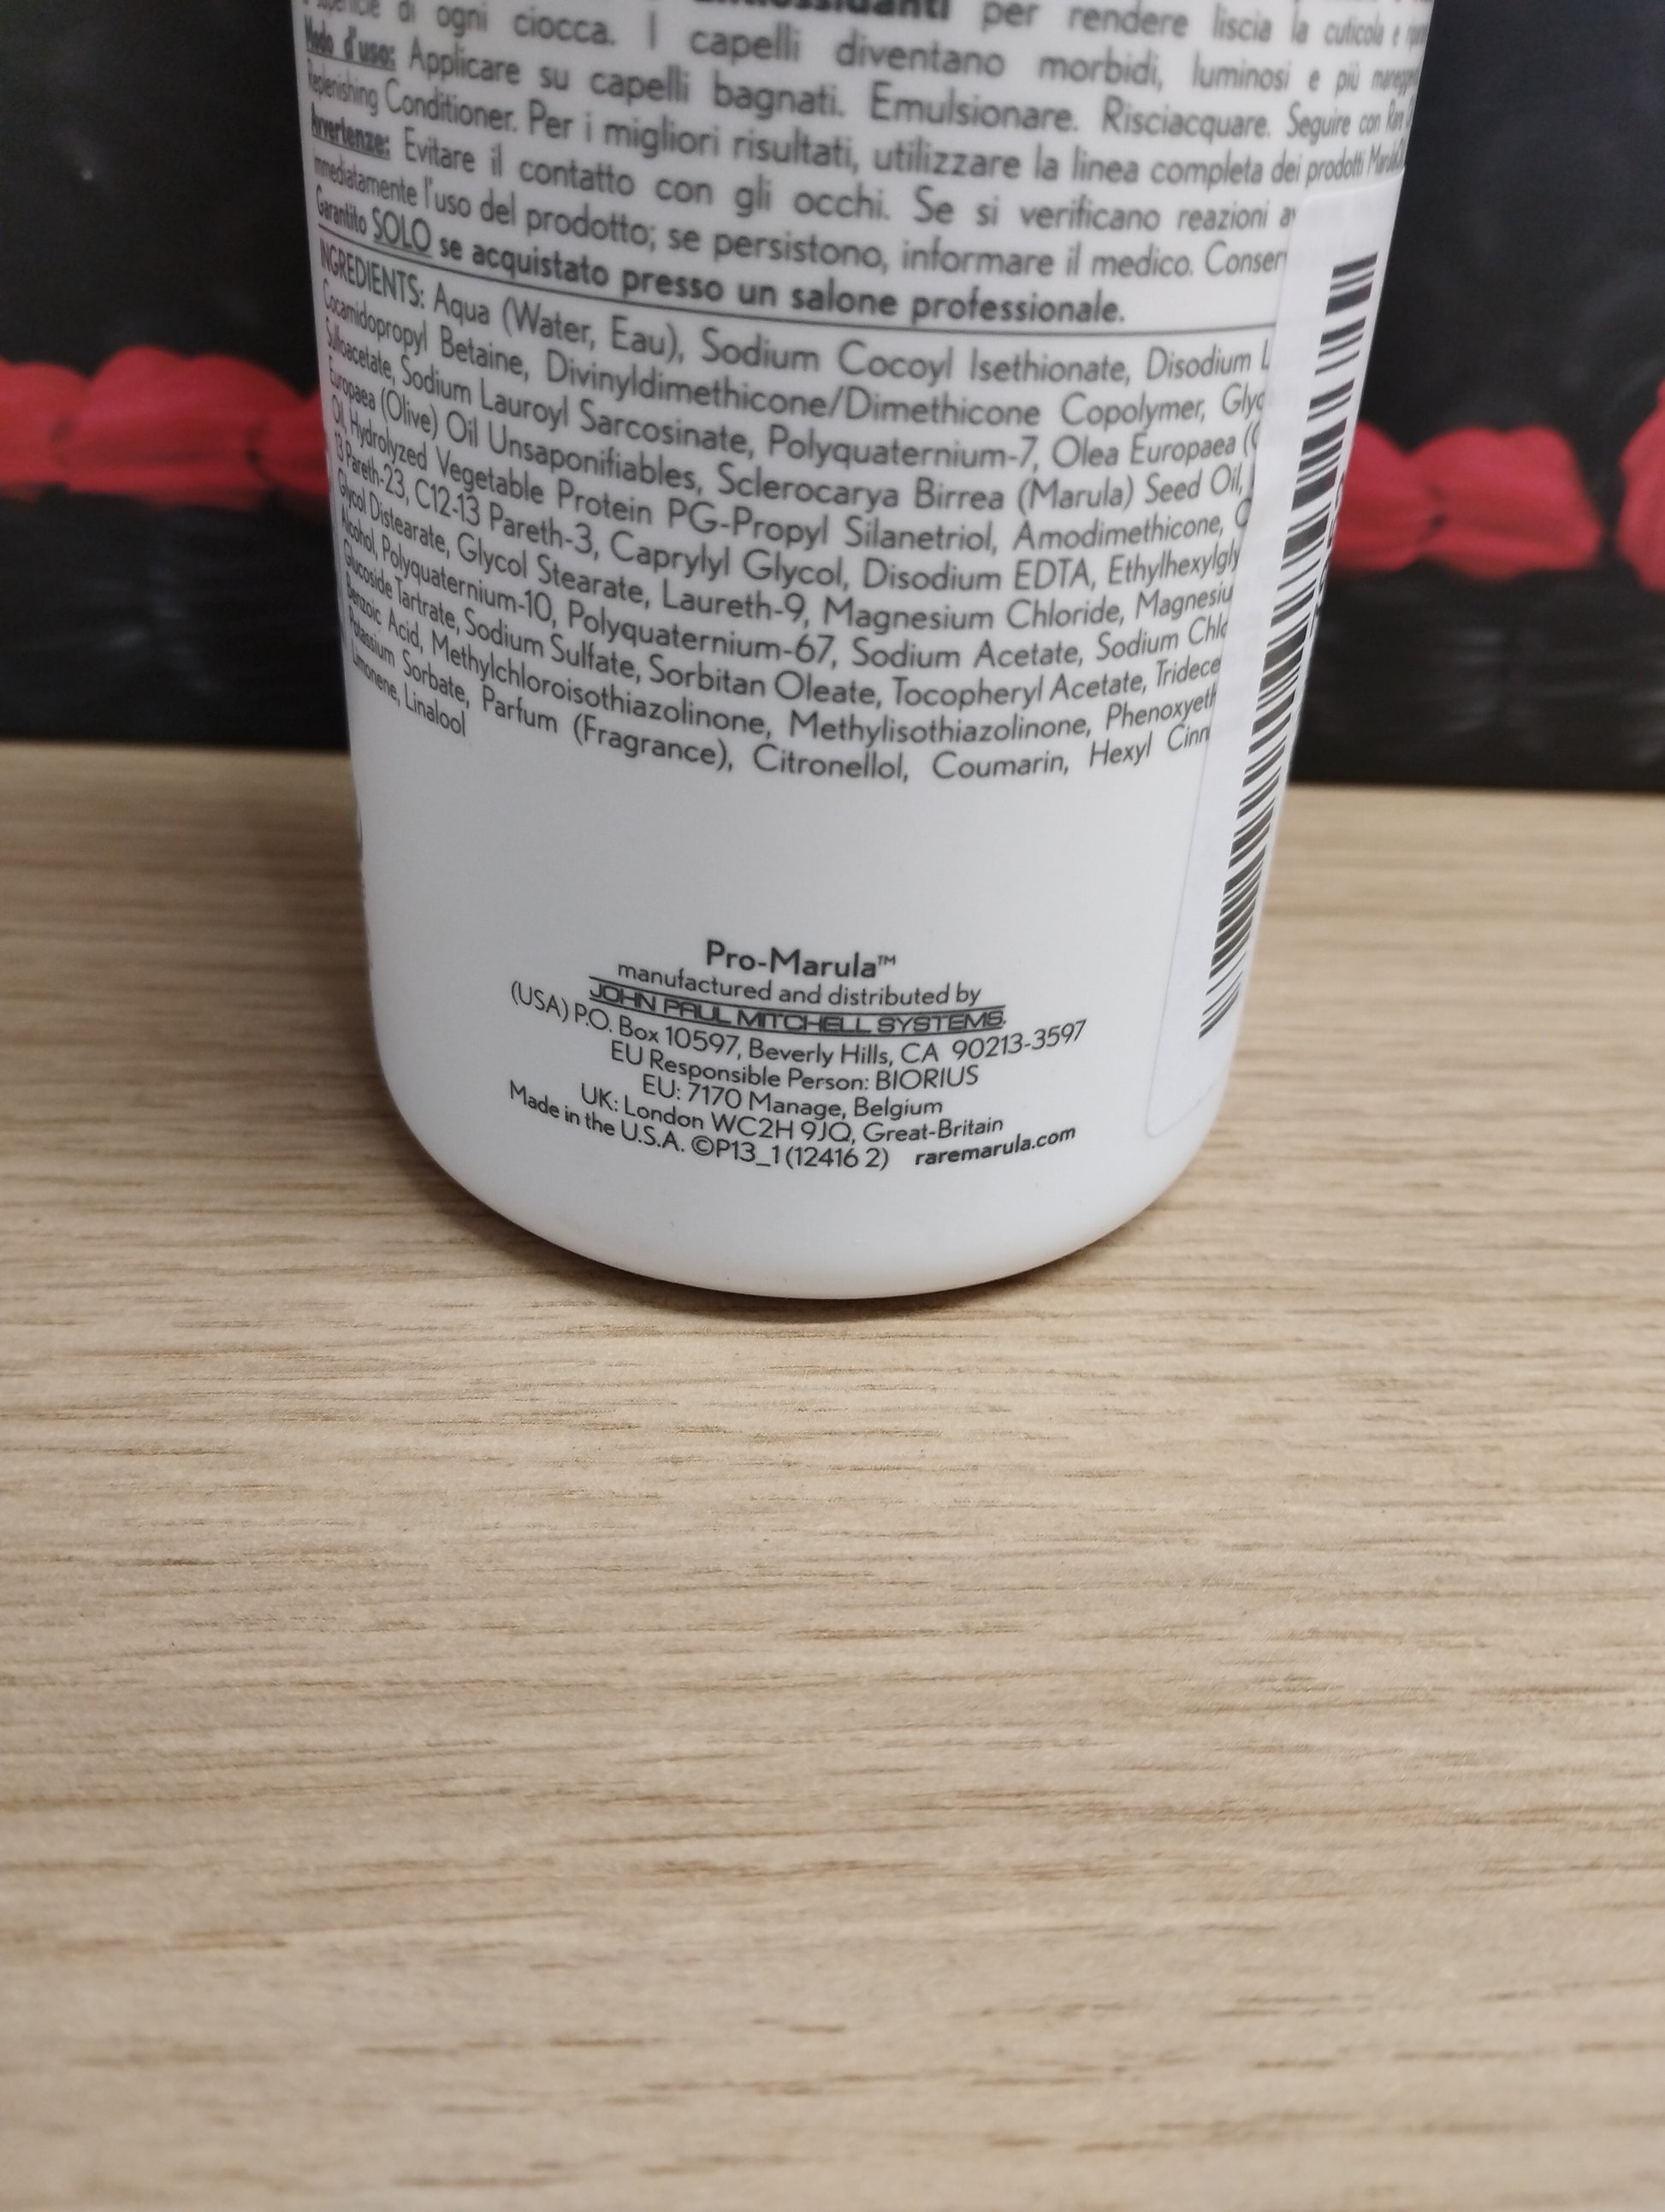 di ogni ciocca. I capelli diventano morbidi, luminosi e più
Modo d'uso: Applicare su capelli bagnati. Emulsionare. Risciacquare. Seguire con
Replenishing Conditioner. Per i migliori risultati, utilizzare la linea completa dei prodotti
Avvertenze: Evitare il contatto con gli occhi. Se si verificano reazioni
immediatamente l'uso del prodotto; se persistono, informare il medico. Conser
Garantito SOLO se acquistato presso un salone professionale.
INGREDIENTS: Aqua (Water, Eau), Sodium Cocoyl Isethionate, Disodium L
Cocamidopropyl Betaine, Divinyldimethicone/Dimethicone Copolymer, Glyc
Sulfoacetate, Sodium Lauroyl Sarcosinate, Polyquaternium-7, Olea Europaea (
Europaea (Olive) Oil Unsaponifiables, Sclerocarya Birrea (Marula) Seed Oil,
Oil, Hydrolyzed Vegetable Protein PG-Propyl Silanetriol, Amodimethicone, C
13 Pareth-23, C12-13 Pareth-3, Caprylyl Glycol, Disodium EDTA, Ethylhexylgly
Glycol Distearate, Glycol Stearate, Laureth-9, Magnesium Chloride, Magnesiu
Alcohol, Polyquaternium-10, Polyquaternium-67, Sodium Acetate, Sodium Chlo
Glucoside Tartrate, Sodium Sulfate, Sorbitan Oleate, Tocopheryl Acetate, Tridece
Benzoic Acid, Methylchloroisothiazolinone, Methylisothiazolinone, Phenoxyeth
Potassium Sorbate, Parfum (Fragrance), Citronellol, Coumarin, Hexyl Cinn
Limonene, Linalool
Pro-Marula™
manufactured and distributed by
JOHN PAUL MITCHELL SYSTEMS.
(USA) P.O. Box 10597, Beverly Hills, CA 90213-3597
EU Responsible Person: BIORIUS
EU: 7170 Manage, Belgium
UK: London WC2H 9JQ, Great-Britain
Made in the U.S.A. ©P13_1 (12416 2) raremarula.com